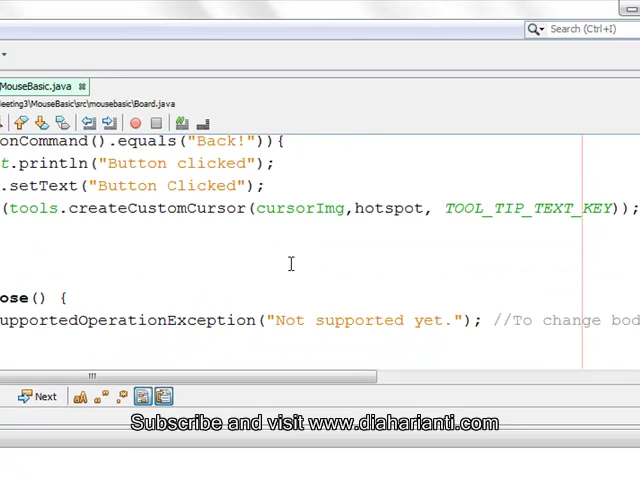 Search (Ctrl+I)
MouseBasic.java
eeting3\MouseBasic\src\mousebasic\Board.java
onCommand().equals("Back!")){
t.println("Button clicked");
.setText("Button Clicked");
(tools.createCustomCursor(cursorImg,hotspot, TOOL_TIP_TEXT_KEY));
ose() {
upportedOperationException("Not supported yet."); //To change bod
Next
Subscribe and visit www.diaharianti.com